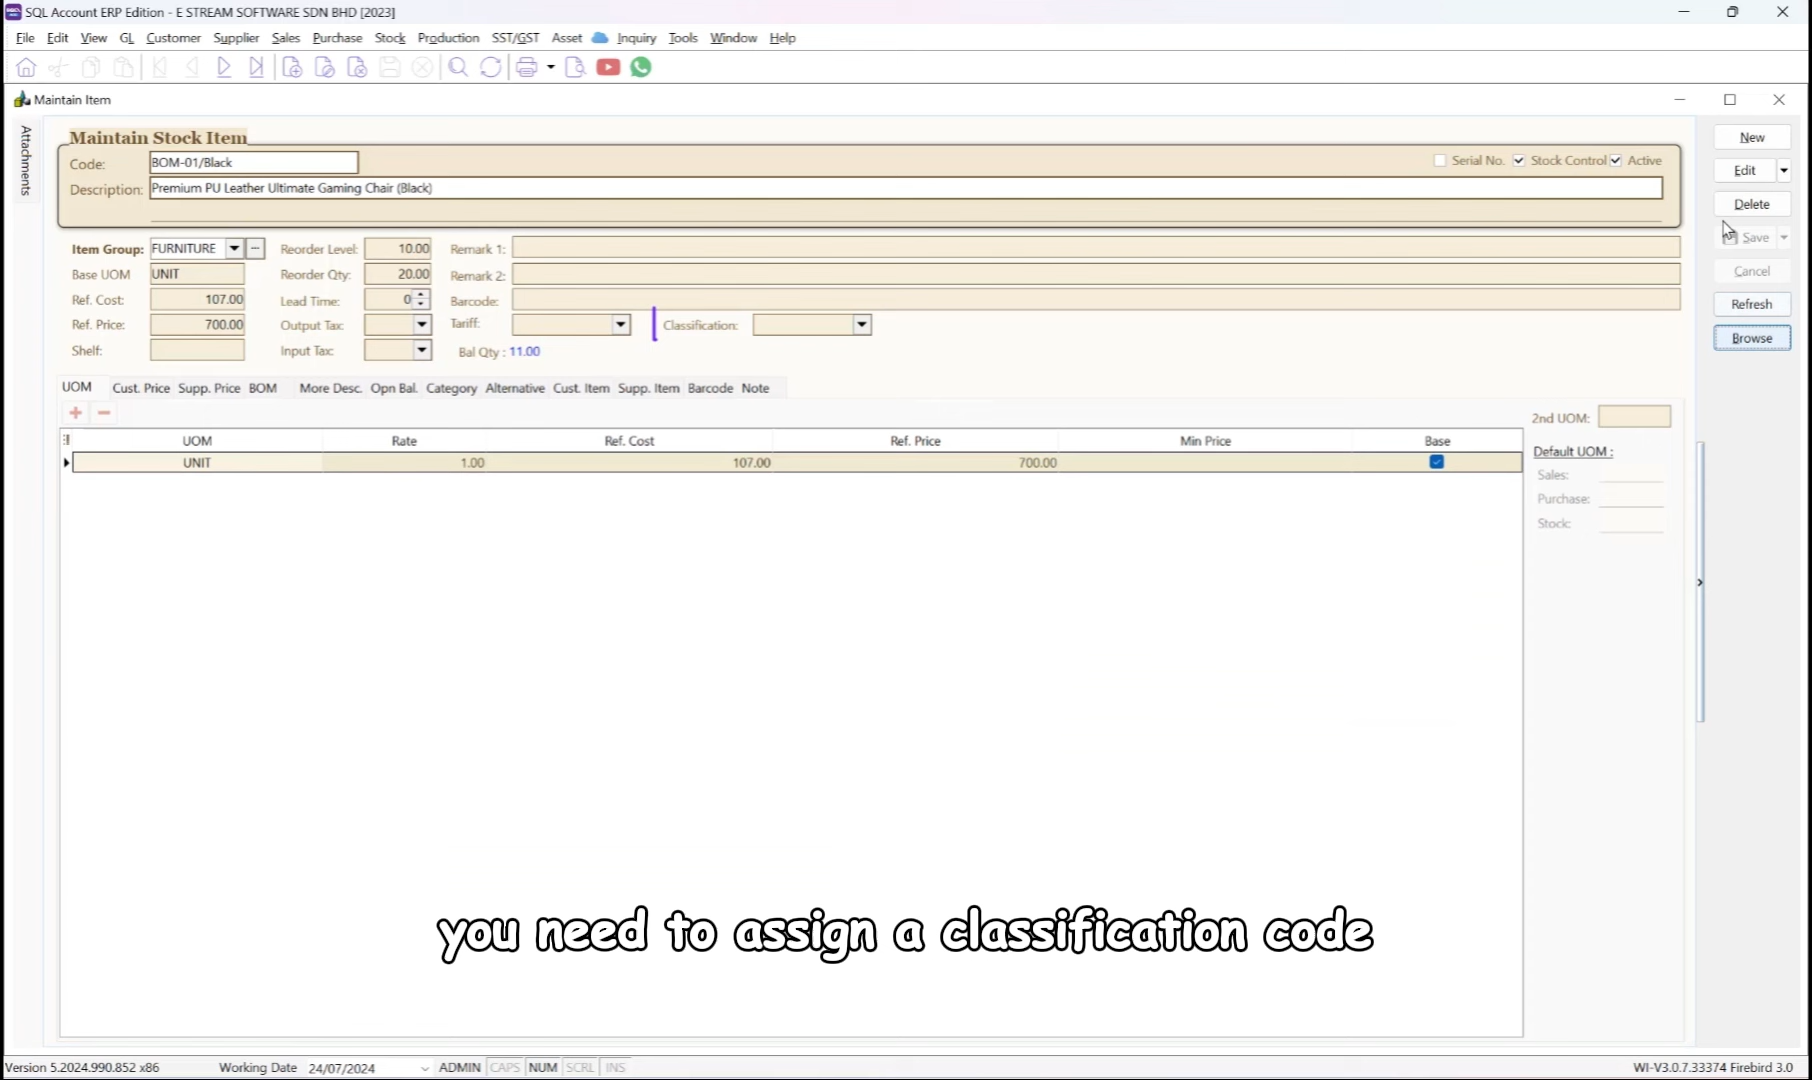 SQL Account ERP Edition - E STREAM SOFTWARE SDN BHD [2023]
File Edit View GL Customer Supplier Sales Purchase Stock Production SST/GST Asset Inquiry Tools Window Help
Maintain Item
Attachments
Maintain Stock Item
Code: BOM-01/Black
Serial No. Stock Control Active
Description: Premium PU Leather Ultimate Gaming Chair (Black)
Item Group: FURNITURE Reorder Level: 10.00 Remark 1:
Base UOM UNIT Reorder Qty: 20.00 Remark 2:
Ref. Cost: 107.00 Lead Time: 0 Barcode:
Ref. Price: 700.00 Output Tax: Tariff: Classification:
Shelf: Input Tax: Bal Qty : 11.00
New
Edit
Delete
Save
Cancel
Refresh
Browse
UOM Cust. Price Supp. Price BOM More Desc. Opn Bal. Category Alternative Cust. Item Supp. Item Barcode Note
UOM Rate Ref. Cost Ref. Price Min Price Base
UNIT 1.00 107.00 700.00
2nd UOM:
Default UOM :
Sales:
Purchase:
Stock:
you need to assign a classification code
Version 5.2024.990.852 x86 Working Date 24/07/2024 ADMIN CAPS NUM SCRL INS WI-V3.0.7.33374 Firebird 3.0